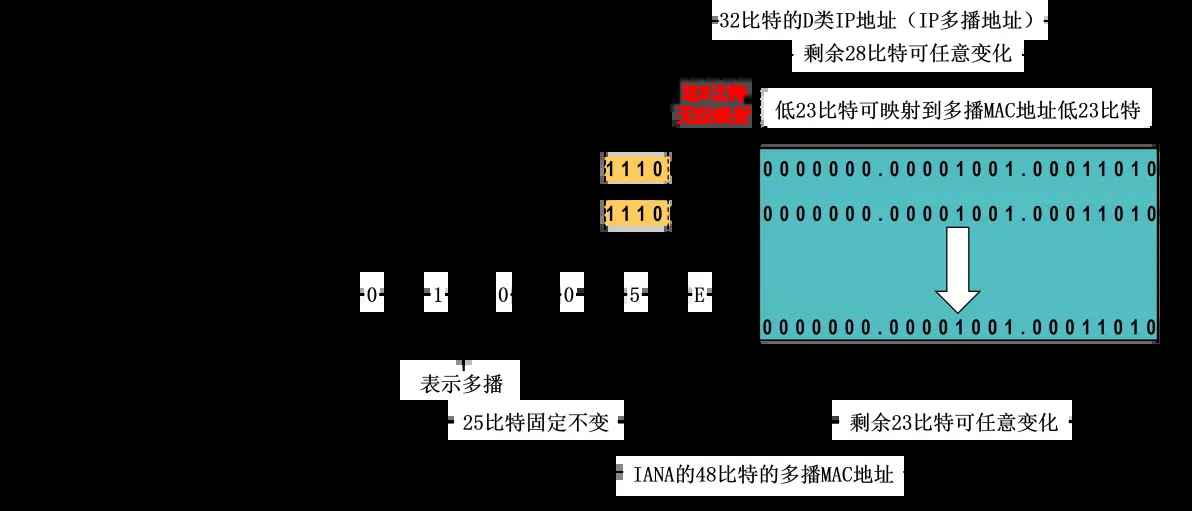 32比特的D类IP地址（IP多播地址）
剩余28比特可任意变化
这5比特
无法映射
低23比特可映射到多播MAC地址低23比特
1110 0000000.00001001.00011010
1110 0000000.00001001.00011010
0 1 0 0 5 E
0000000.00001001.00011010
表示多播
25比特固定不变
剩余23比特可任意变化
IANA的48比特的多播MAC地址